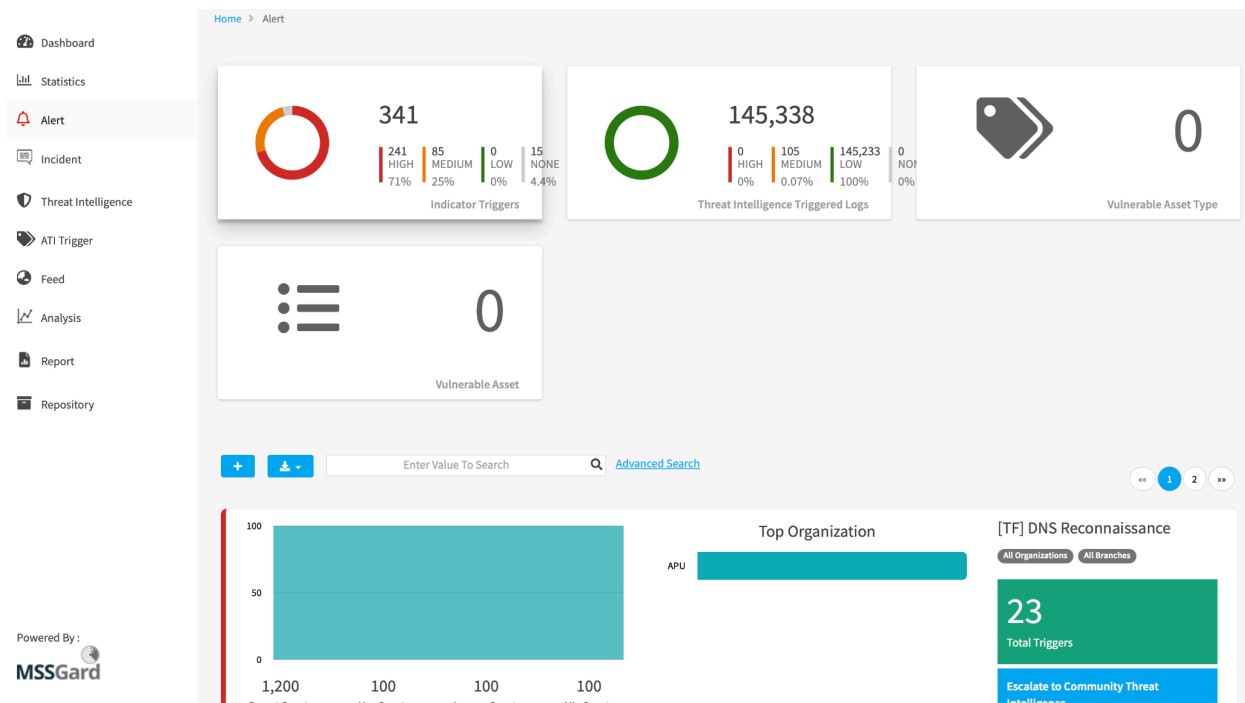 Home > Alert
Dashboard
Statistics
Alert
Incident
Threat Intelligence
ATI Trigger
Feed
Analysis
Report
Repository
Powered By :
MSSGard
341
241 HIGH 71%
85 MEDIUM 25%
0 LOW 0%
15 NONE 4.4%
Indicator Triggers
145,338
0 HIGH 0%
105 MEDIUM 0.07%
145,233 LOW 100%
0 NON 0%
Threat Intelligence Triggered Logs
0
Vulnerable Asset Type
0
Vulnerable Asset
+
Enter Value To Search
Advanced Search
«« 1 2 »»
100
50
0
1,200 100 100 100
Top Organization
APU
[TF] DNS Reconnaissance
All Organizations All Branches
23
Total Triggers
Escalate to Community Threat
Intelligence